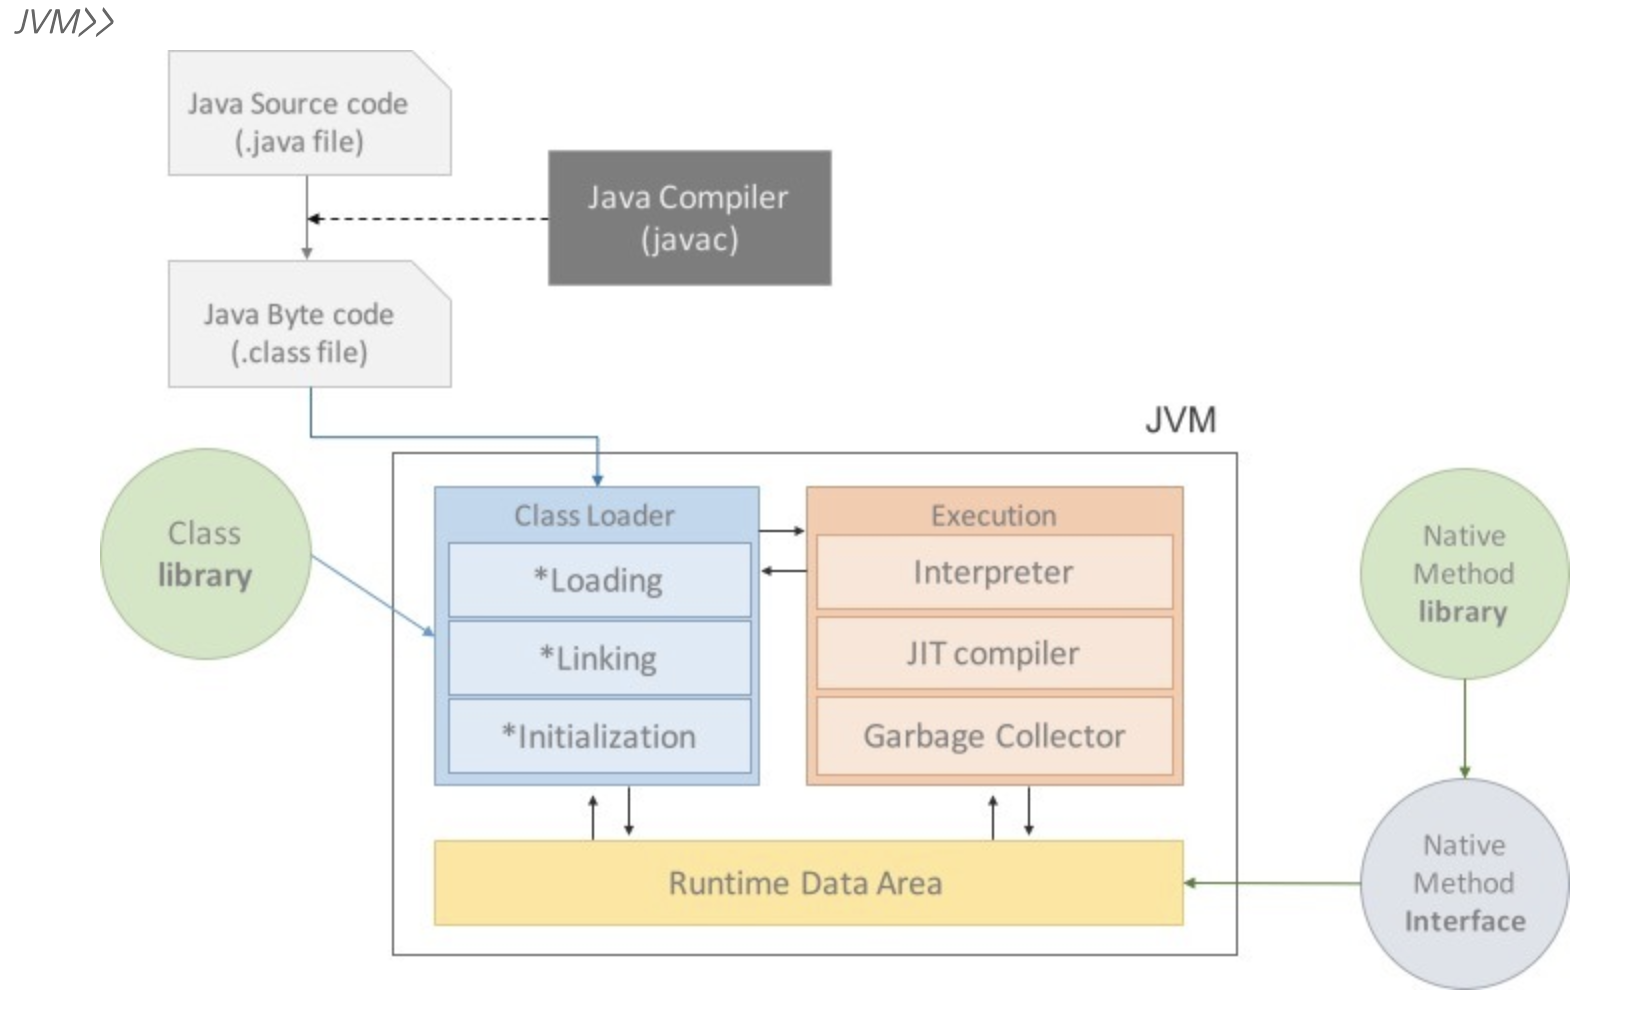 JVM>>
Java Source code
(.java file)
Java Compiler
(javac)
Java Byte code
(.class file)
JVM
Class Loader
*Loading
*Linking
*Initialization
Execution
Interpreter
JIT compiler
Garbage Collector
Class
library
Native
Method
library
Runtime Data Area
Native
Method
Interface